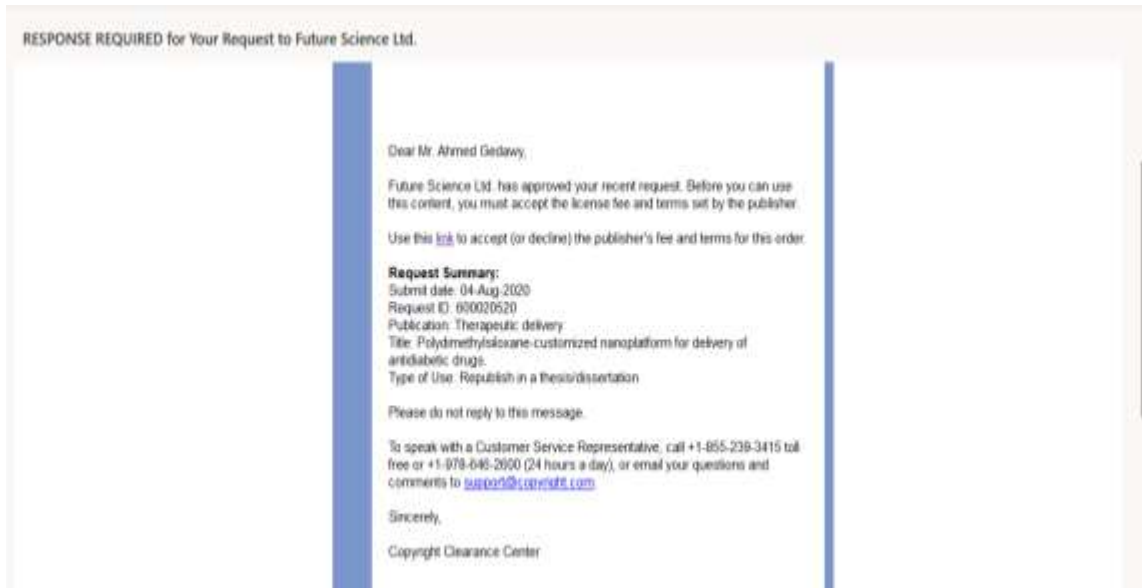 RESPONSE REQUIRED for Your Request to Future Science Ltd.
Dear Mr. Ahmed Gedawy,
Future Science Ltd. has approved your recent request. Before you can use
this content, you must accept the license fee and terms set by the publisher.
Use this link to accept (or decline) the publisher's fee and terms for this order.
Request Summary:
Submit date: 04-Aug-2020
Request ID: 600020520
Publication: Therapeutic delivery
Title: Polydimethylsiloxane-customized nanoplatform for delivery of
antidiabetic drugs.
Type of Use: Republish in a thesis/dissertation
Please do not reply to this message.
To speak with a Customer Service Representative, call +1-855-239-3415 toll
free or +1-978-646-2600 (24 hours a day), or email your questions and
comments to support@copyright.com.
Sincerely,
Copyright Clearance Center